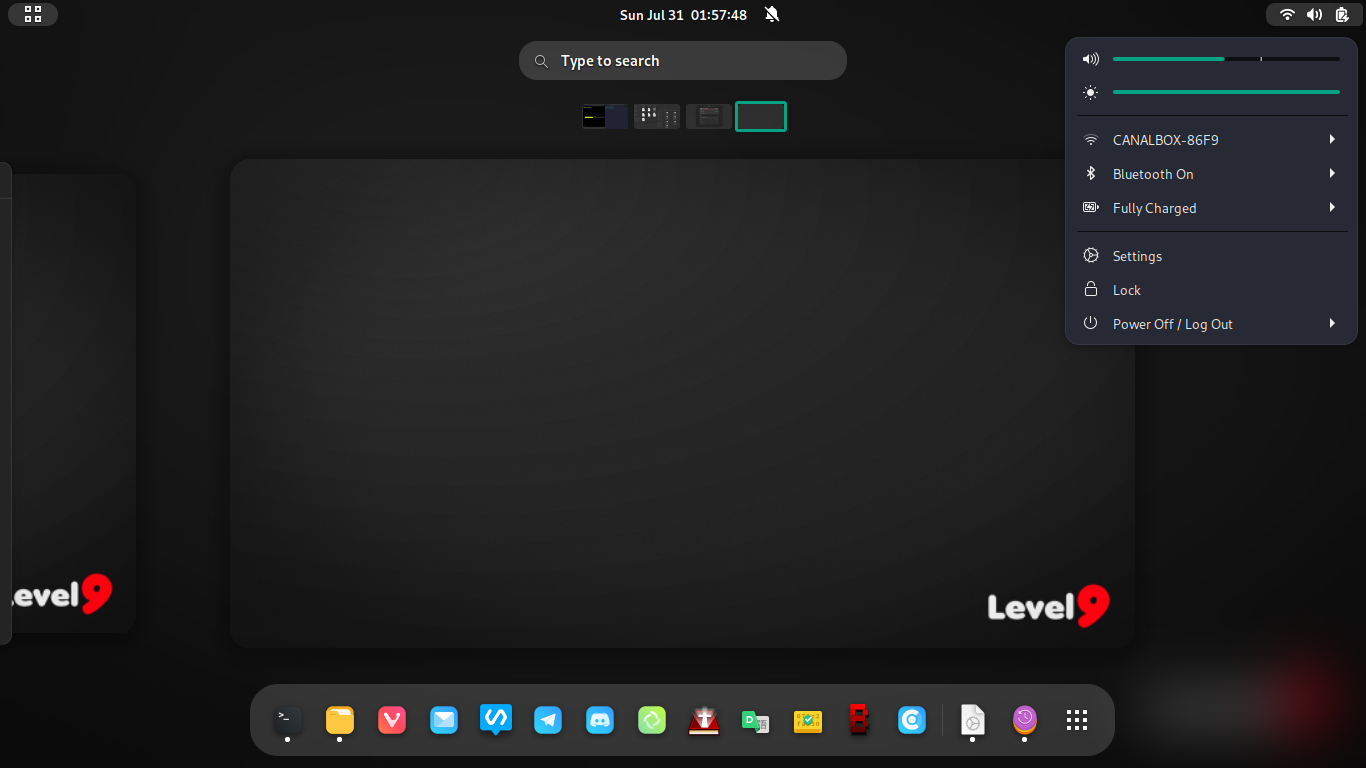 Sun Jul 31 01:57:48
Type to search
CANALBOX-86F9
Bluetooth On
Fully Charged
Settings
Lock
Power Off / Log Out
evel9
Level9
>_
D